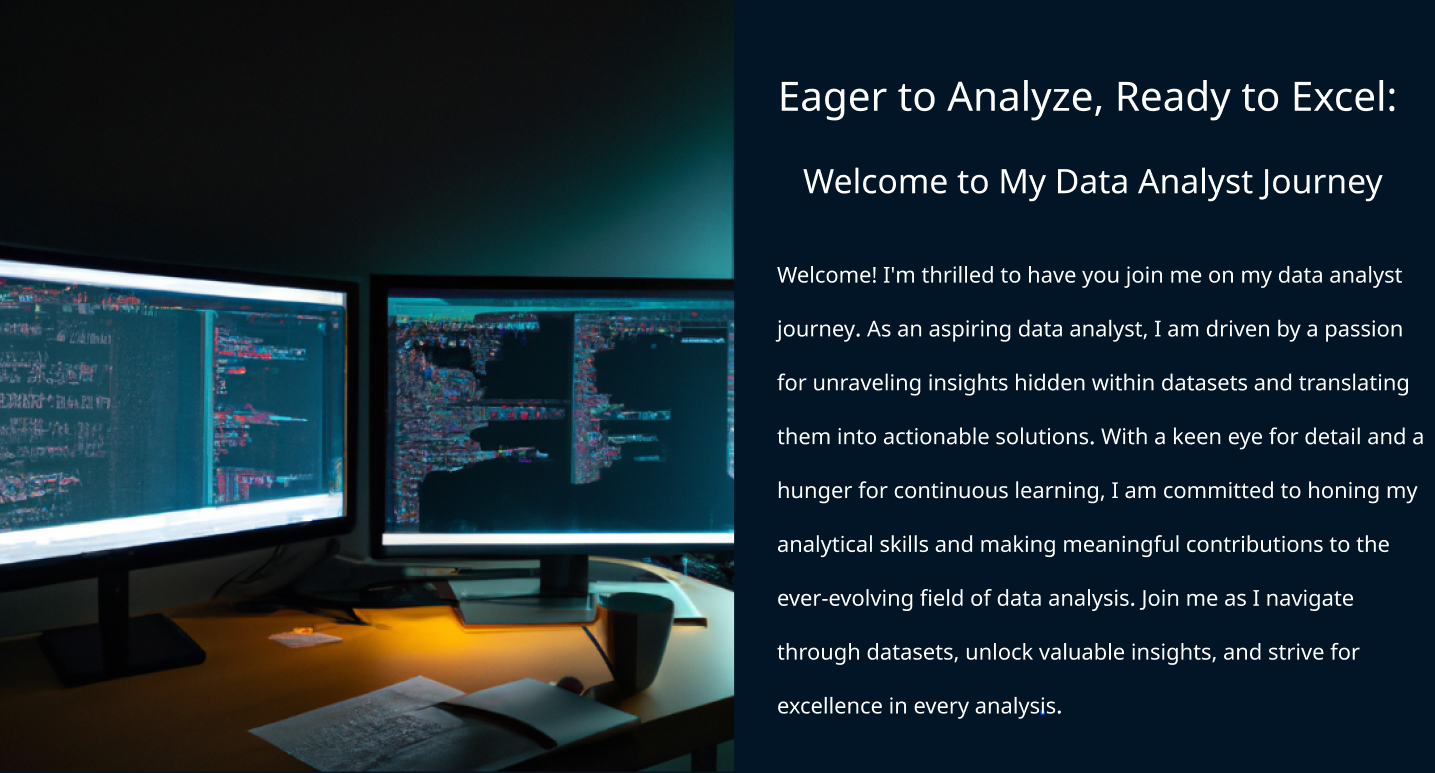 Eager to Analyze, Ready to Excel:
Welcome to My Data Analyst Journey
Welcome! I'm thrilled to have you join me on my data analyst
journey. As an aspiring data analyst, I am driven by a passion
for unraveling insights hidden within datasets and translating
them into actionable solutions. With a keen eye for detail and a
hunger for continuous learning, I am committed to honing my
analytical skills and making meaningful contributions to the
ever-evolving field of data analysis. Join me as I navigate
through datasets, unlock valuable insights, and strive for
excellence in every analysis.